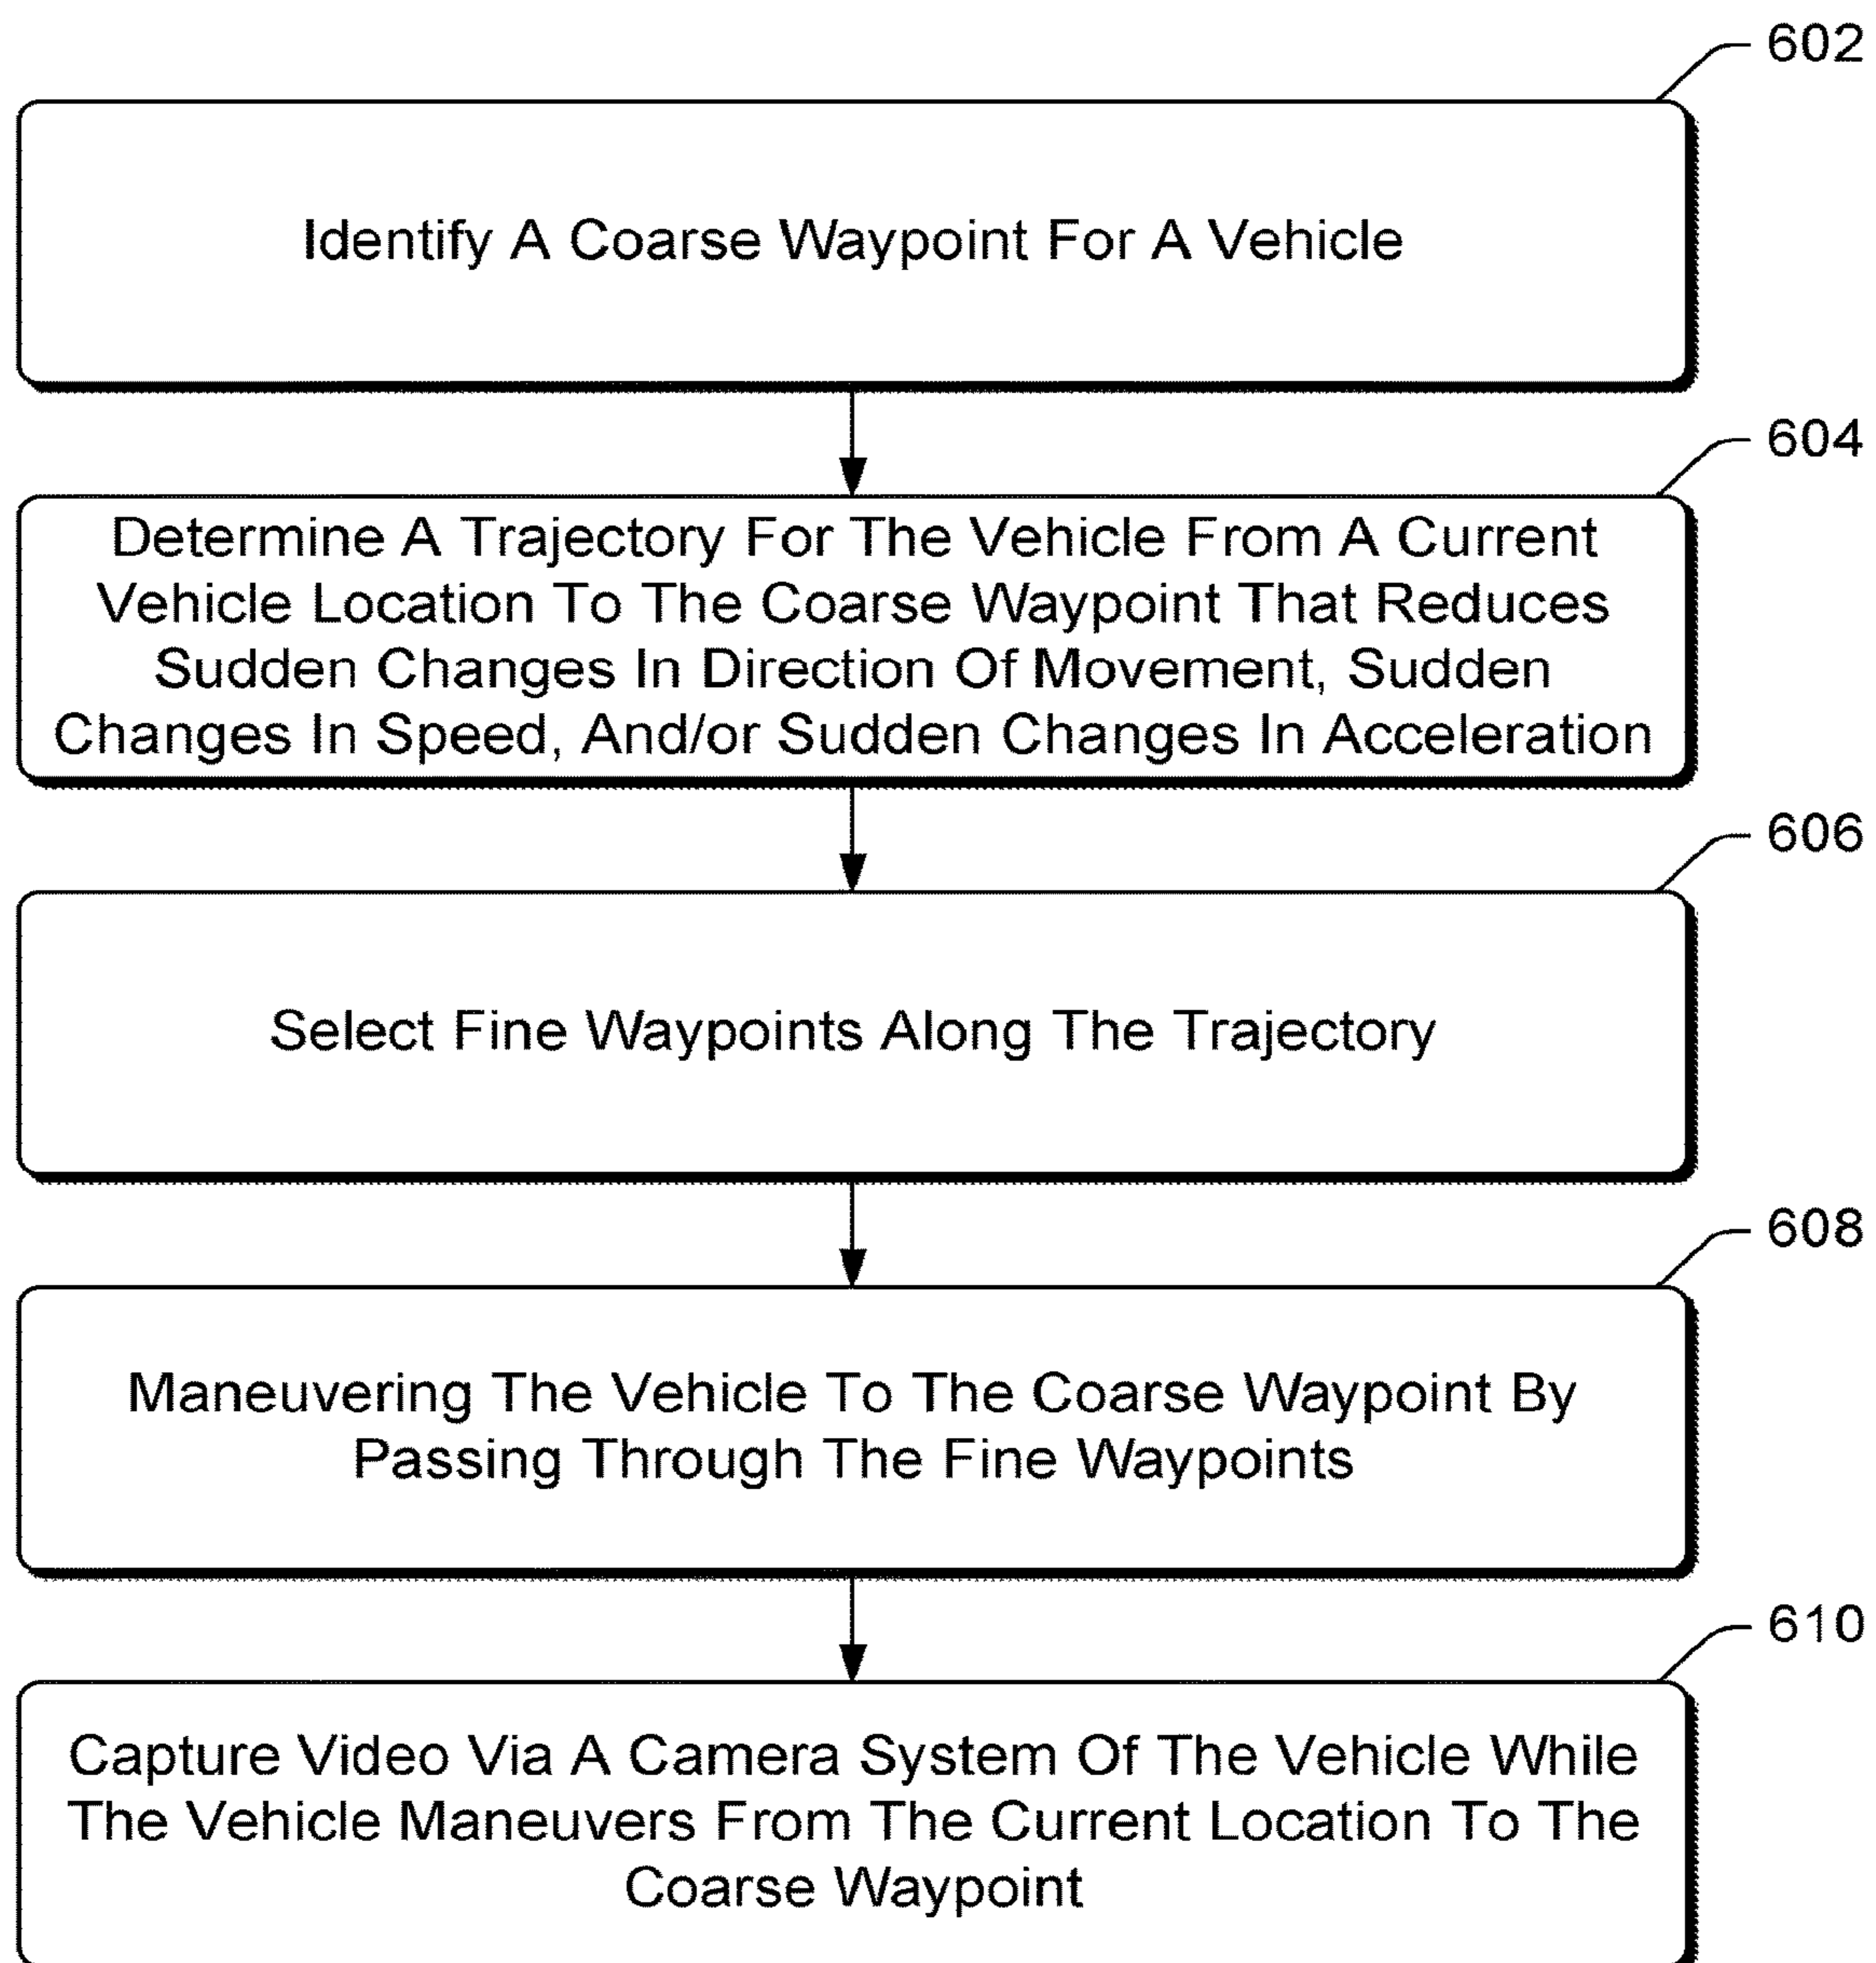 602
Identify A Coarse Waypoint For A Vehicle
604
Determine A Trajectory For The Vehicle From A Current
Vehicle Location To The Coarse Waypoint That Reduces
Sudden Changes In Direction Of Movement, Sudden
Changes In Speed, And/or Sudden Changes In Acceleration
606
Select Fine Waypoints Along The Trajectory
608
Maneuvering The Vehicle To The Coarse Waypoint By
Passing Through The Fine Waypoints
610
Capture Video Via A Camera System Of The Vehicle While
The Vehicle Maneuvers From The Current Location To The
Coarse Waypoint